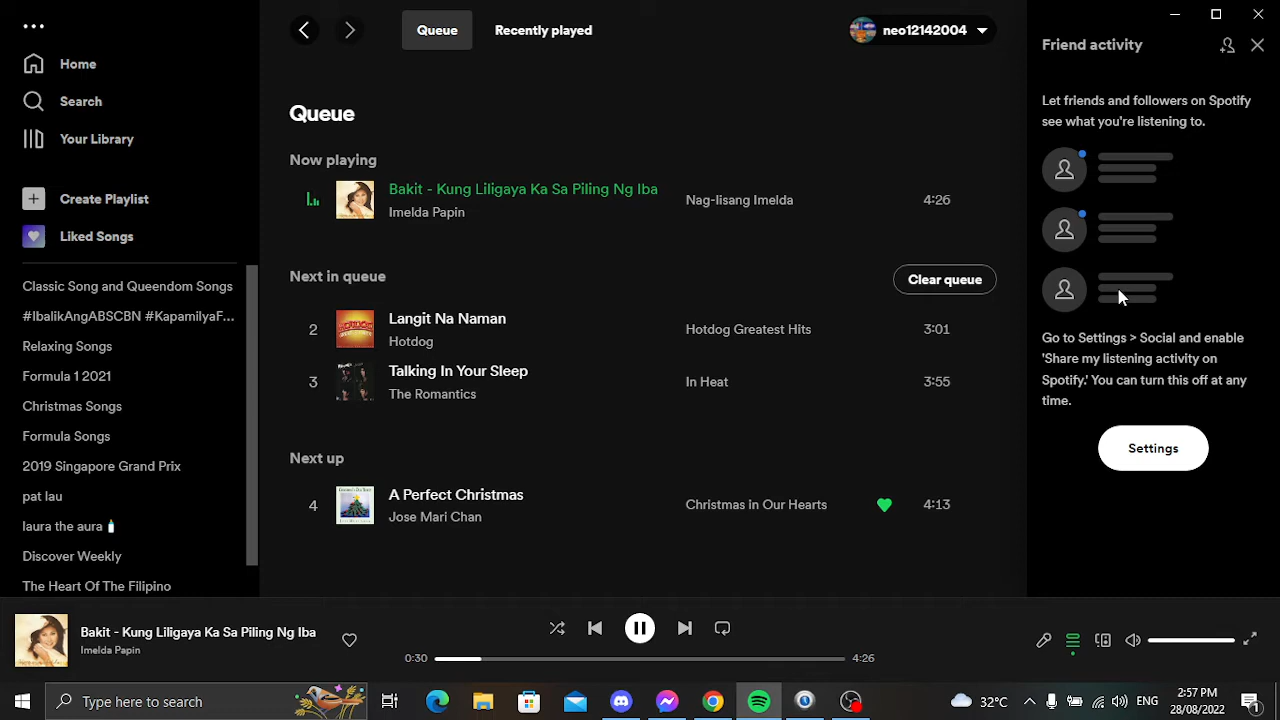 Home
Search
Your Library
Create Playlist
Liked Songs
Classic Song and Queendom Songs
#IbalikAngABSCBN #KapamilyaF...
Relaxing Songs
Formula 1 2021
Christmas Songs
Formula Songs
2019 Singapore Grand Prix
pat lau
laura the aura
Discover Weekly
The Heart Of The Filipino
Queue
Recently played
neo12142004
Queue
Now playing
Bakit - Kung Liligaya Ka Sa Piling Ng Iba
Imelda Papin
Nag-Iisang Imelda
4:26
Next in queue
Clear queue
2
Langit Na Naman
Hotdog
Hotdog Greatest Hits
3:01
3
Talking In Your Sleep
The Romantics
In Heat
3:55
Next up
4
A Perfect Christmas
Jose Mari Chan
Christmas in Our Hearts
4:13
Friend activity
Let friends and followers on Spotify
see what you're listening to.
Go to Settings > Social and enable
'Share my listening activity on
Spotify.' You can turn this off at any
time.
Settings
Bakit - Kung Liligaya Ka Sa Piling Ng Iba
Imelda Papin
0:30
4:26
Type here to search
32°C
ENG
2:57 PM
28/08/2022
1